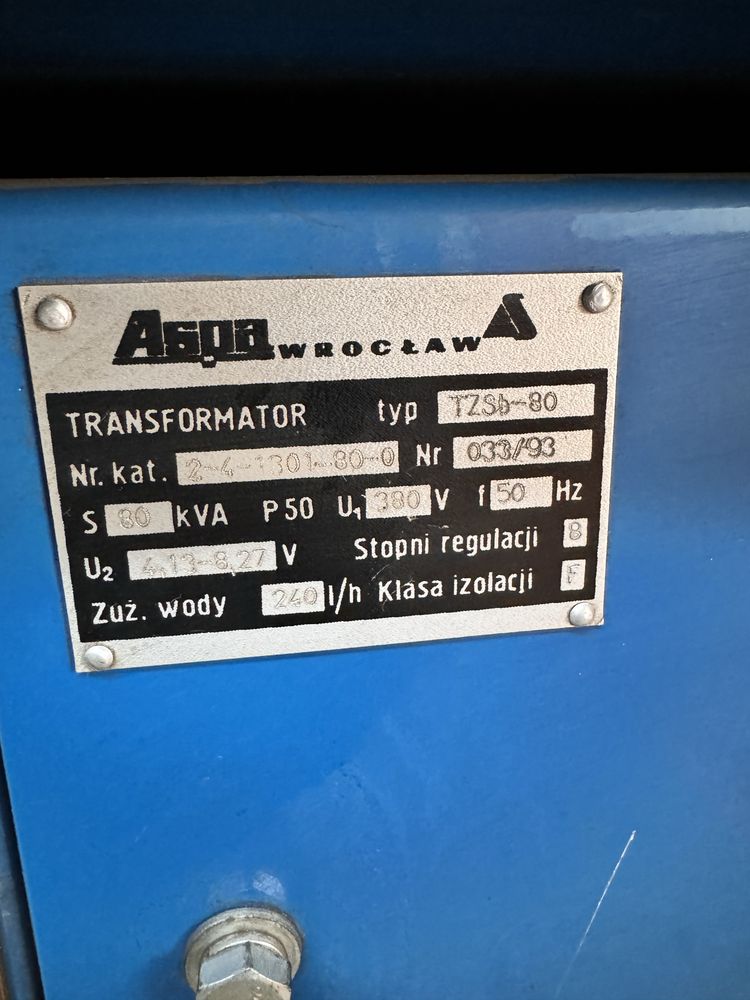 Aspa WROCŁAW
TRANSFORMATOR typ TZSb-80
Nr. kat. 2-4-1301-80-0 Nr 033/93
S 80 kVA P50 U₁ 380 V f 50 Hz
U₂ 4,13-8,27 V Stopni regulacji 8
Zuż. wody 240 l/h Klasa izolacji F